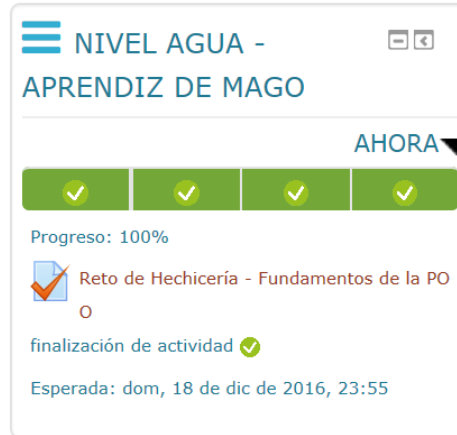 NIVEL AGUA -
APRENDIZ DE MAGO
AHORA
Progreso: 100%
Reto de Hechicería - Fundamentos de la PO
O
finalización de actividad
Esperada: dom, 18 de dic de 2016, 23:55